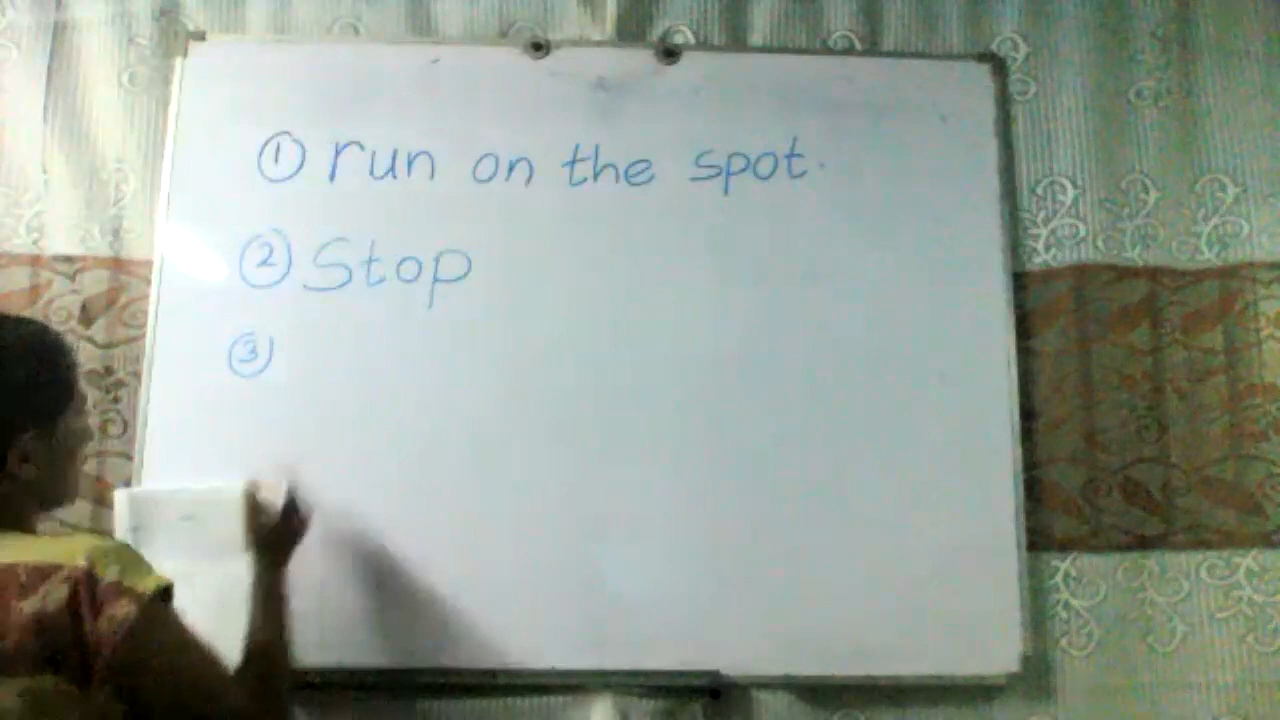 ① run on the spot.
② Stop
③